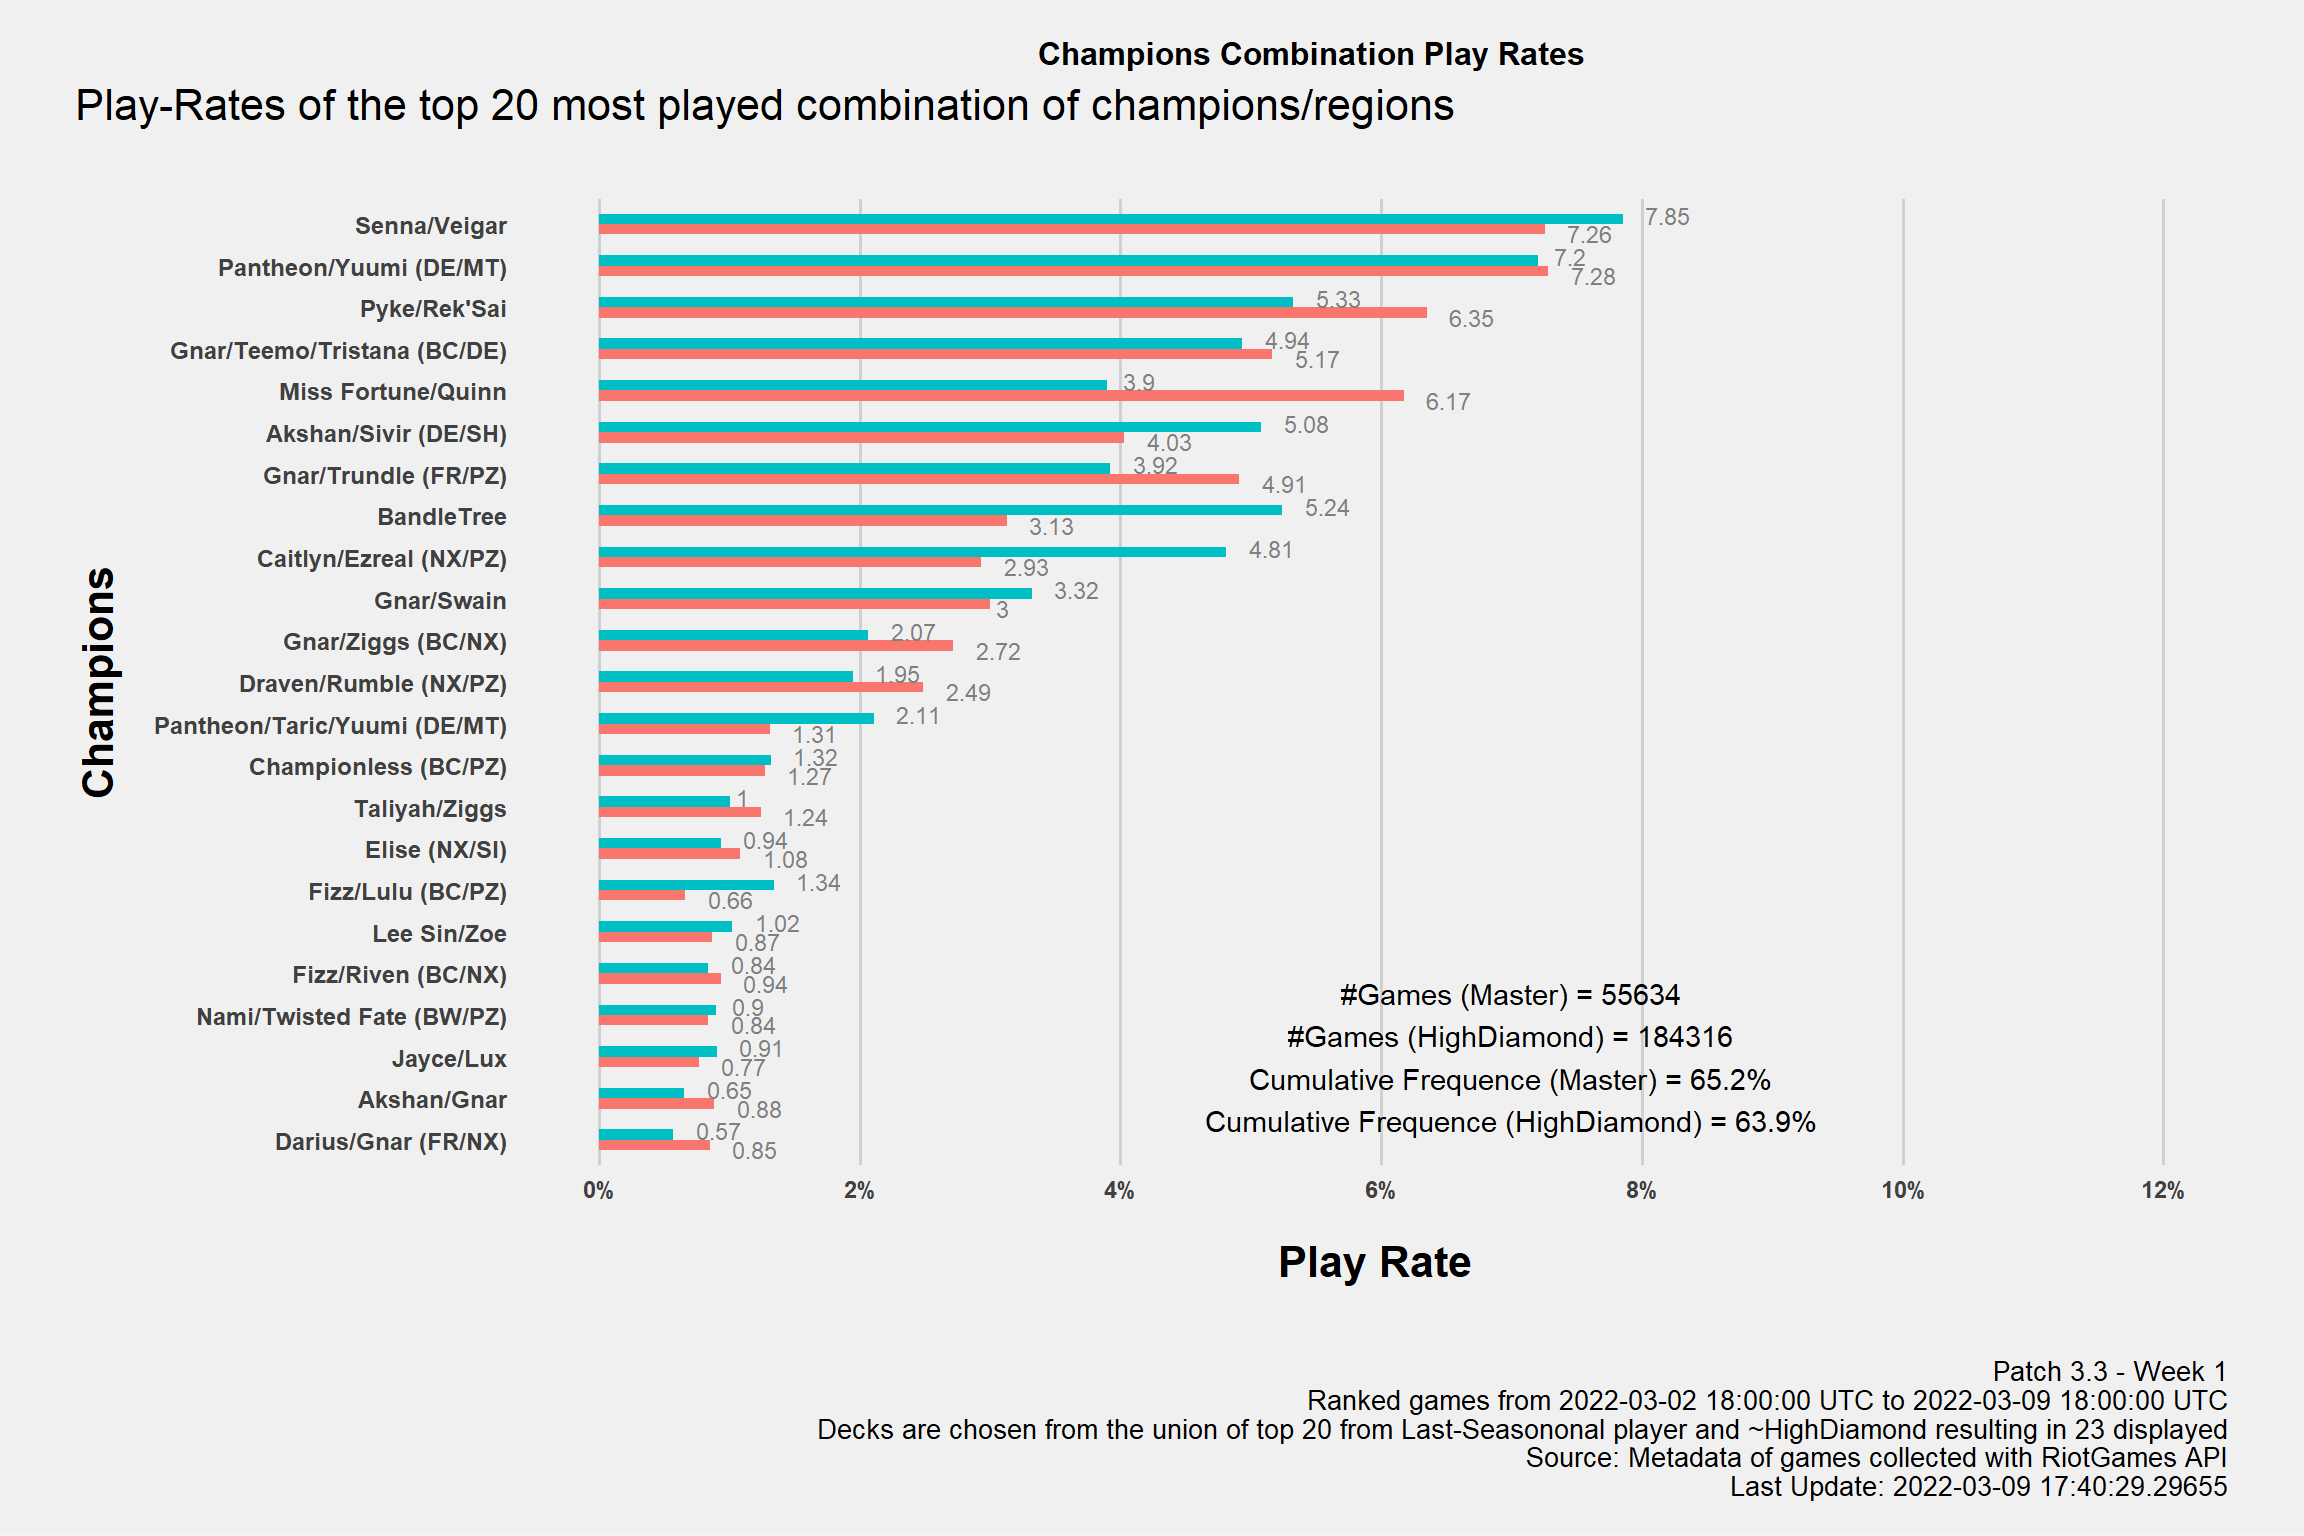 Champions Combination Play Rates
Play-Rates of the top 20 most played combination of champions/regions
Champions
Senna/Veigar 7.85 7.26
Pantheon/Yuumi (DE/MT) 7.2 7.28
Pyke/Rek'Sai 5.33 6.35
Gnar/Teemo/Tristana (BC/DE) 4.94 5.17
Miss Fortune/Quinn 3.9 6.17
Akshan/Sivir (DE/SH) 5.08 4.03
Gnar/Trundle (FR/PZ) 3.92 4.91
BandleTree 5.24 3.13
Caitlyn/Ezreal (NX/PZ) 4.81 2.93
Gnar/Swain 3.32 3
Gnar/Ziggs (BC/NX) 2.07 2.72
Draven/Rumble (NX/PZ) 1.95 2.49
Pantheon/Taric/Yuumi (DE/MT) 2.11 1.31
Championless (BC/PZ) 1.32 1.27
Taliyah/Ziggs 1 1.24
Elise (NX/SI) 0.94 1.08
Fizz/Lulu (BC/PZ) 1.34 0.66
Lee Sin/Zoe 1.02 0.87
Fizz/Riven (BC/NX) 0.84 0.94
Nami/Twisted Fate (BW/PZ) 0.9 0.84
Jayce/Lux 0.91 0.77
Akshan/Gnar 0.65 0.88
Darius/Gnar (FR/NX) 0.57 0.85
#Games (Master) = 55634
#Games (HighDiamond) = 184316
Cumulative Frequence (Master) = 65.2%
Cumulative Frequence (HighDiamond) = 63.9%
0% 2% 4% 6% 8% 10% 12%
Play Rate
Patch 3.3 - Week 1
Ranked games from 2022-03-02 18:00:00 UTC to 2022-03-09 18:00:00 UTC
Decks are chosen from the union of top 20 from Last-Seasononal player and ~HighDiamond resulting in 23 displayed
Source: Metadata of games collected with RiotGames API
Last Update: 2022-03-09 17:40:29.29655